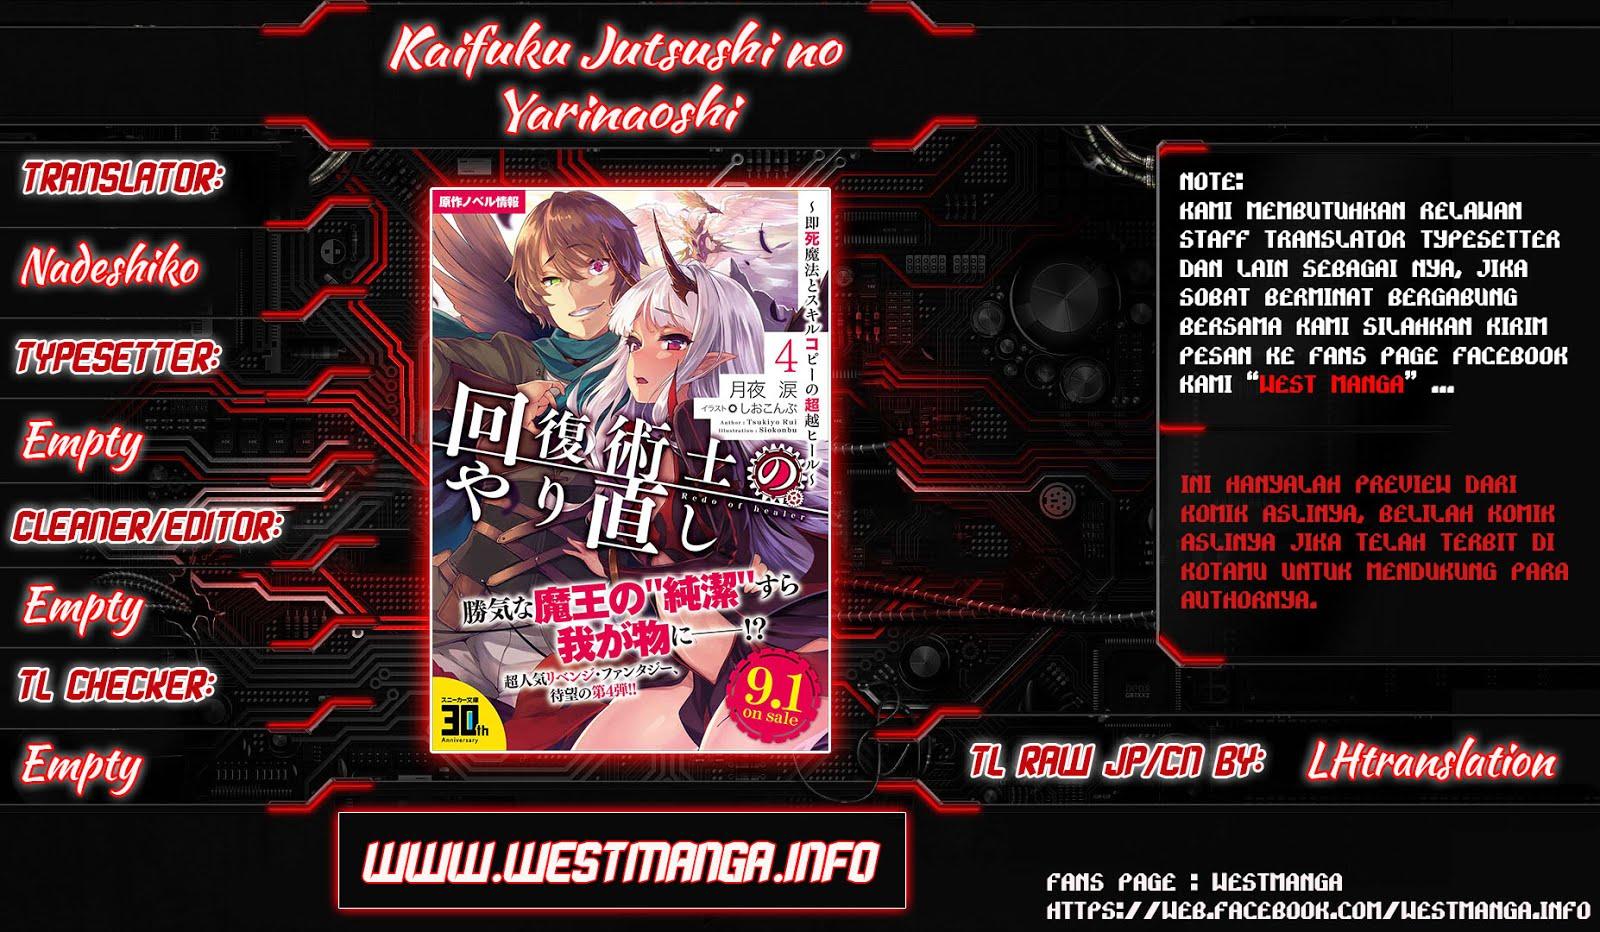 Kaifuku Jutsushi no
Yarinaoshi
TRANSLATOR:
Nadeshiko
TYPESETTER:
Empty
CLEANER/EDITOR:
Empty
TL CHECKER:
Empty
原作ノベル情報
～即死魔法とスキルコピーの超越ヒール～
4
月夜 涙
イラスト しおこんぶ
Author : Tsukiyo Rui
Illustration : Siokonbu
回復術士の
やり直し
Redo of healer
勝気な魔王の"純潔"すら
我が物に――!?
超人気リベンジ・ファンタジー、
待望の第4弾!!
スニーカー文庫
30th
Anniversary
9.1
on sale
NOTE:
KAMI MEMBUTUHKAN RELAWAN
STAFF TRANSLATOR TYPESETTER
DAN LAIN SEBAGAI NYA, JIKA
SOBAT BERMINAT BERGABUNG
BERSAMA KAMI SILAHKAN KIRIM
PESAN KE FANS PAGE FACEBOOK
KAMI "WEST MANGA" ...
INI HANYALAH PREVIEW DARI
KOMIK ASLINYA, BELILAH KOMIK
ASLINYA JIKA TELAH TERBIT DI
KOTAMU UNTUK MENDUKUNG PARA
AUTHORNYA.
TL RAW JP/CN BY: LHtranslation
WWW.WESTMANGA.INFO
FANS PAGE : WESTMANGA
HTTPS://WEB.FACEBOOK.COM/WESTMANGA.INFO